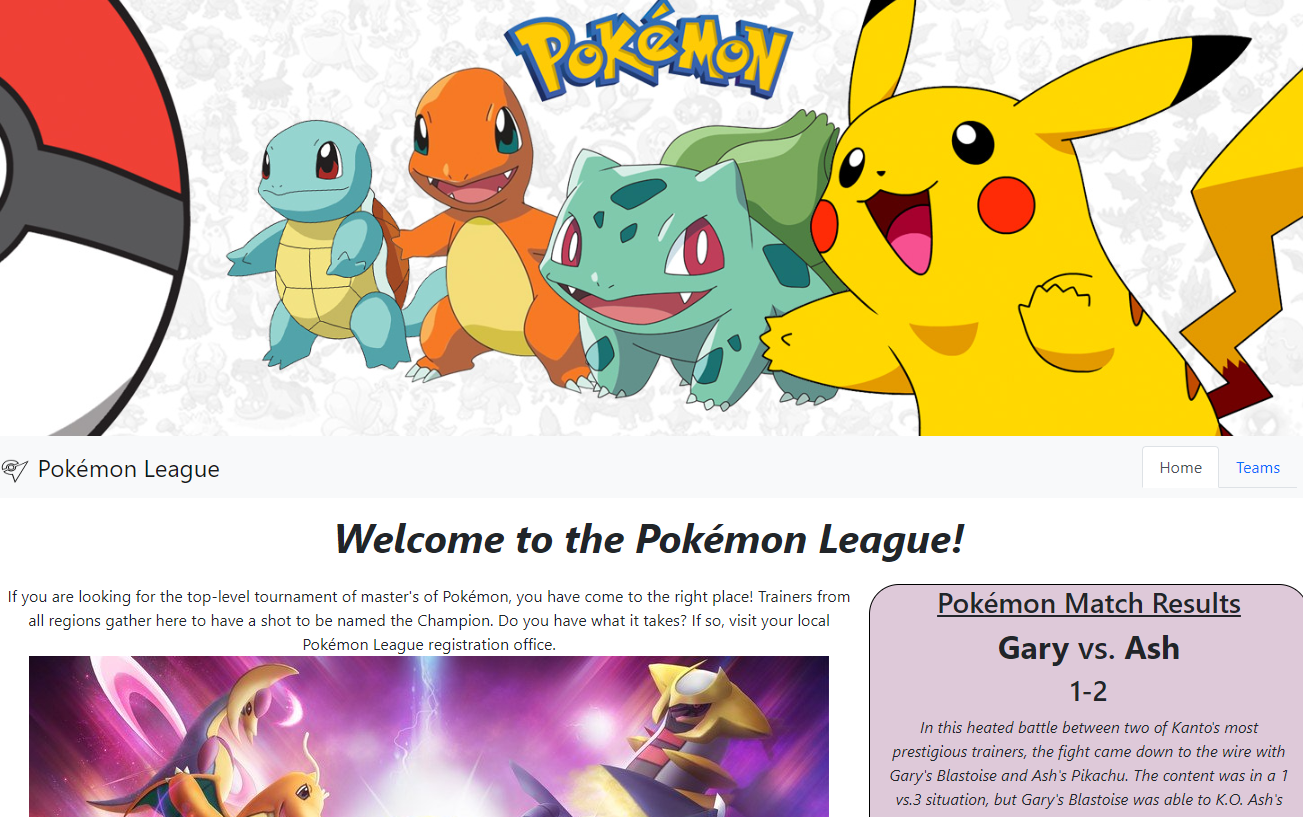 POKéMON
Pokémon League
Home
Teams
Welcome to the Pokémon League!
If you are looking for the top-level tournament of master's of Pokémon, you have come to the right place! Trainers from
all regions gather here to have a shot to be named the Champion. Do you have what it takes? If so, visit your local
Pokémon League registration office.
Pokémon Match Results
Gary vs. Ash
1-2
In this heated battle between two of Kanto's most
prestigious trainers, the fight came down to the wire with
Gary's Blastoise and Ash's Pikachu. The content was in a 1
vs.3 situation, but Gary's Blastoise was able to K.O. Ash's